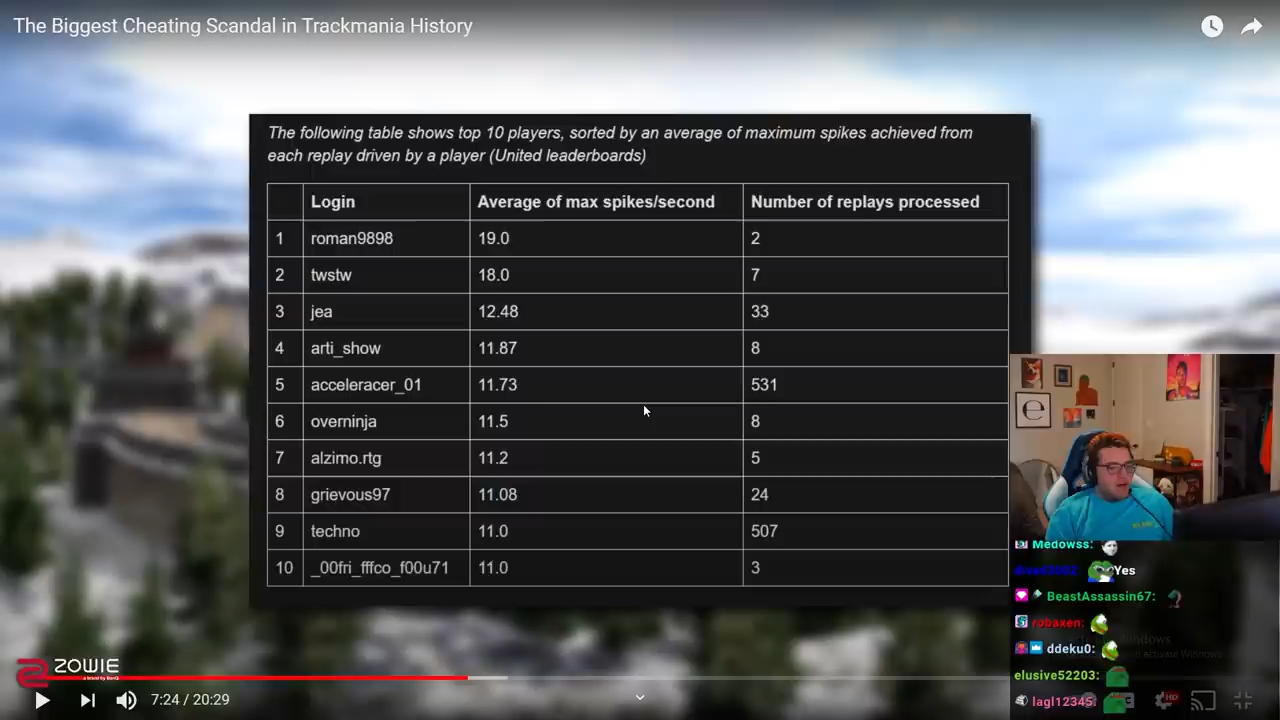 The Biggest Cheating Scandal in Trackmania History
The following table shows top 10 players, sorted by an average of maximum spikes achieved from
each replay driven by a player (United leaderboards)
Login Average of max spikes/second Number of replays processed
1 roman9898 19.0 2
2 twstw 18.0 7
3 jea 12.48 33
4 arti_show 11.87 8
5 acceleracer_01 11.73 531
6 overninja 11.5 8
7 alzimo.rtg 11.2 5
8 grievous97 11.08 24
9 techno 11.0 507
10 _00fri_fffco_f00u71 11.0 3
e
Medowss:
Yes
BeastAssassin67:
robaxen:
ddeku0:
elusive52203:
lagl12345:
ZOWIE
7:24 / 20:29
HD